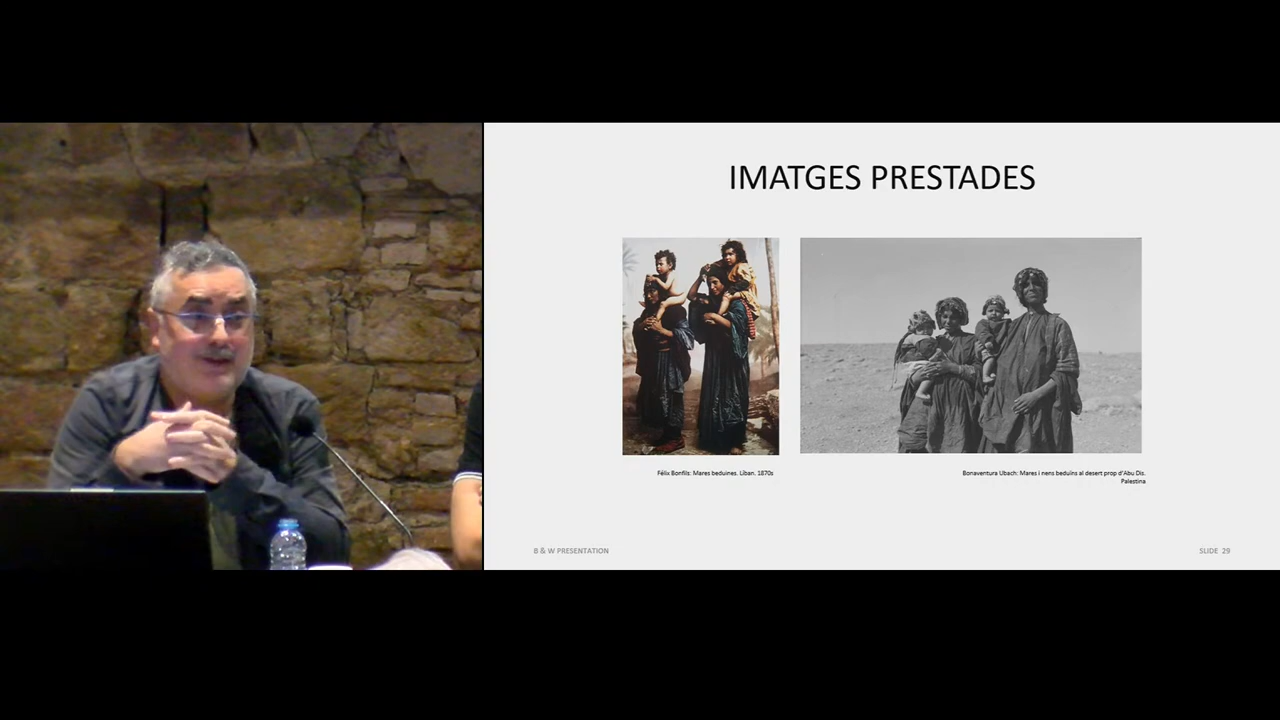 IMATGES PRESTADES
Félix Bonfils: Mares beduines. Líban. 1870s
Bonaventura Ubach: Mares i nens beduïns al desert prop d'Abu Dis.
Palestina
B & W PRESENTATION
SLIDE 29